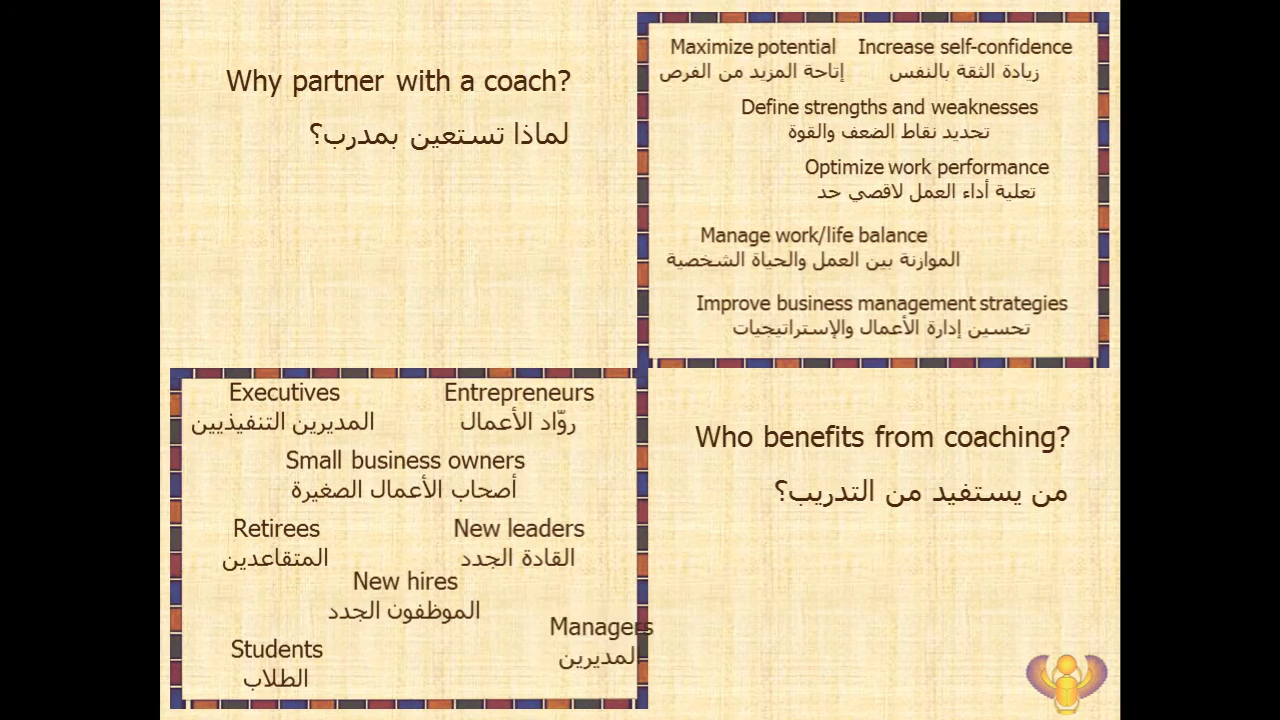 Why partner with a coach?
لماذا تستعين بمدرب؟
Maximize potential
إتاحة المزيد من الفرص
Increase self-confidence
زيادة الثقة بالنفس
Define strengths and weaknesses
تحديد نقاط الضعف والقوة
Optimize work performance
تعلية أداء العمل لاقصي حد
Manage work/life balance
الموازنة بين العمل والحياة الشخصية
Improve business management strategies
تحسين إدارة الأعمال والإستراتيجيات
Executives
المديرين التنفيذيين
Entrepreneurs
روّاد الأعمال
Small business owners
أصحاب الأعمال الصغيرة
Retirees
المتقاعدين
New leaders
القادة الجدد
New hires
الموظفون الجدد
Managers
المديرين
Students
الطلاب
Who benefits from coaching?
من يستفيد من التدريب؟